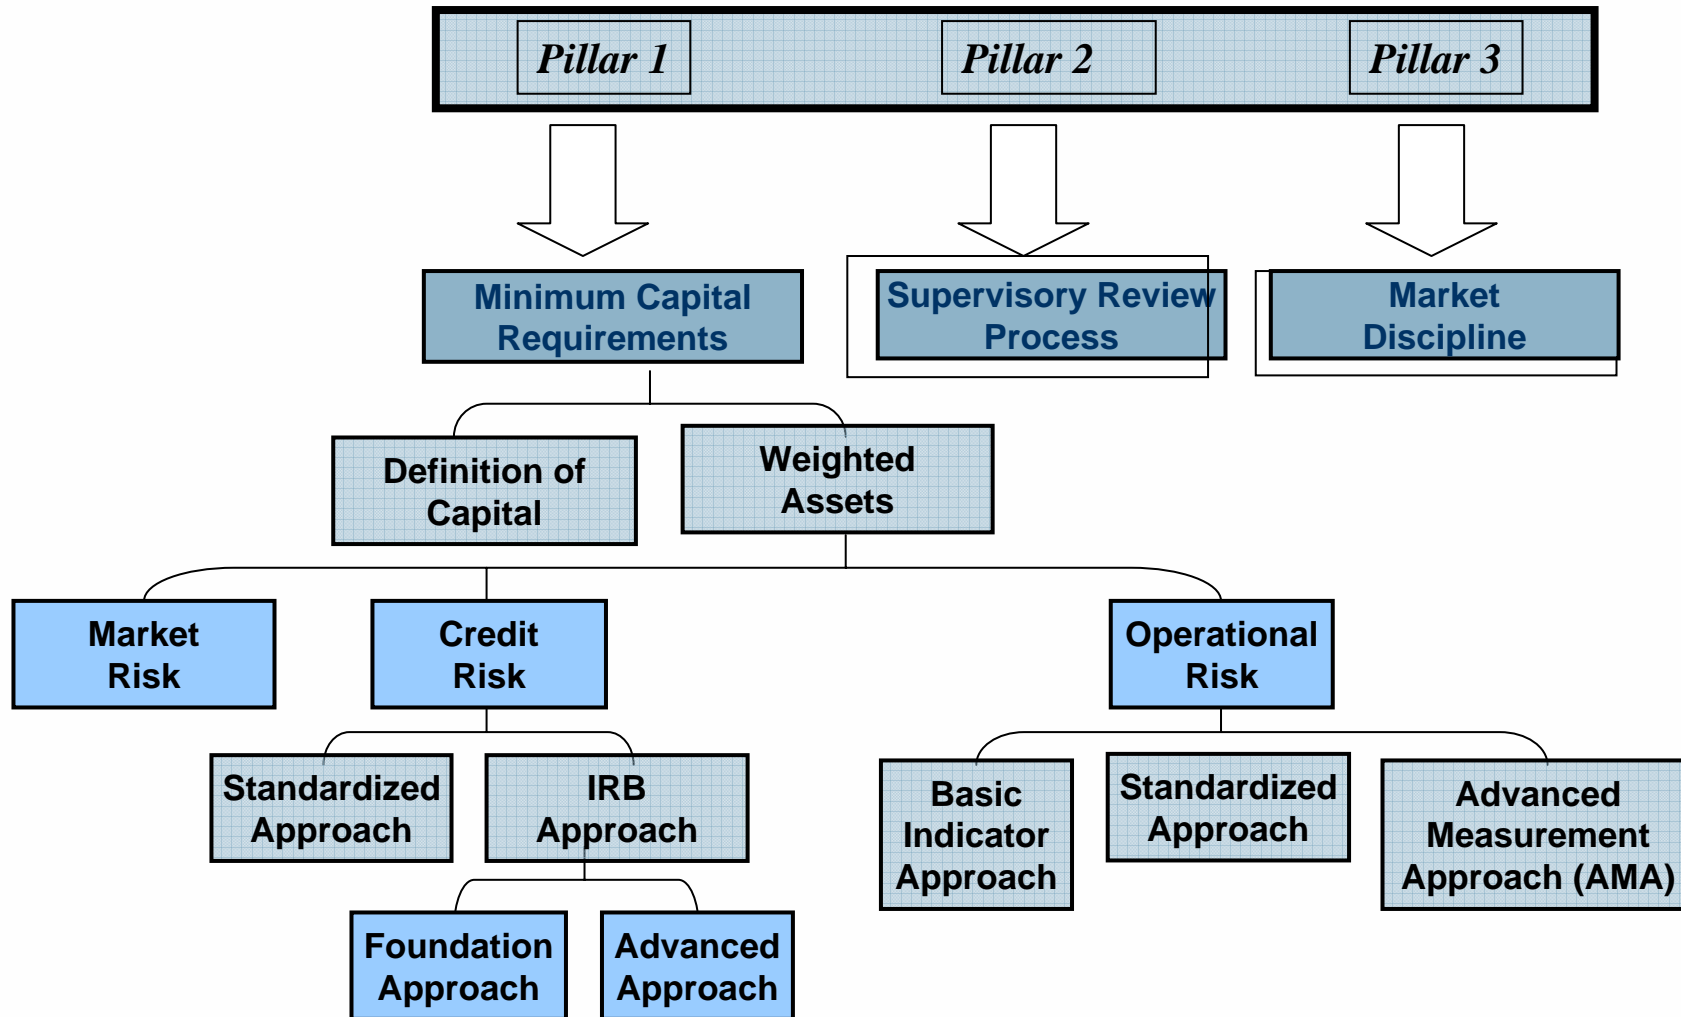 Pillar 1
Pillar 2
Pillar 3
Minimum Capital
Requirements
Supervisory Review
Process
Market
Discipline
Definition of
Capital
Weighted
Assets
Market
Risk
Credit
Risk
Operational
Risk
Standardized
Approach
IRB
Approach
Basic
Indicator
Approach
Standardized
Approach
Advanced
Measurement
Approach (AMA)
Foundation
Approach
Advanced
Approach